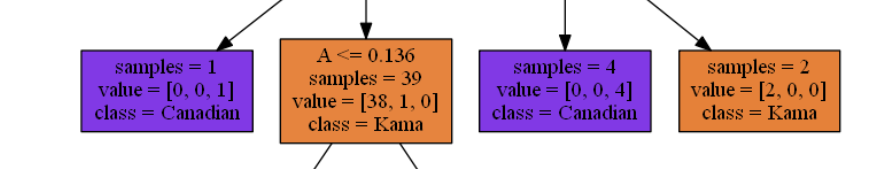 samples = 1
value = [0, 0, 1]
class = Canadian
A <= 0.136
samples = 39
value = [38, 1, 0]
class = Kama
samples = 4
value = [0, 0, 4]
class = Canadian
samples = 2
value = [2, 0, 0]
class = Kama